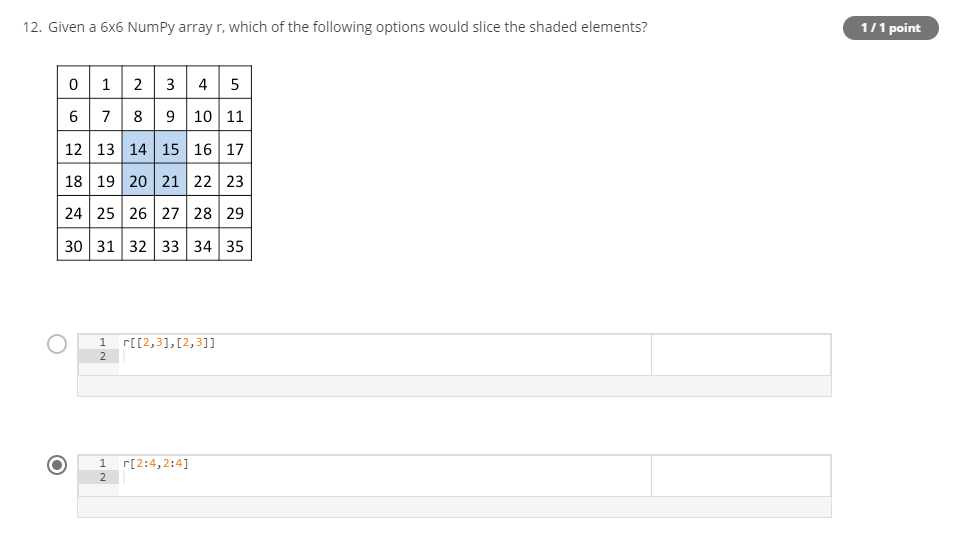 12. Given a 6x6 NumPy array r, which of the following options would slice the shaded elements?
1 / 1 point
0 1 2 3 4 5
6 7 8 9 10 11
12 13 14 15 16 17
18 19 20 21 22 23
24 25 26 27 28 29
30 31 32 33 34 35
1 r[[2,3],[2,3]]
2
1 r[2:4,2:4]
2